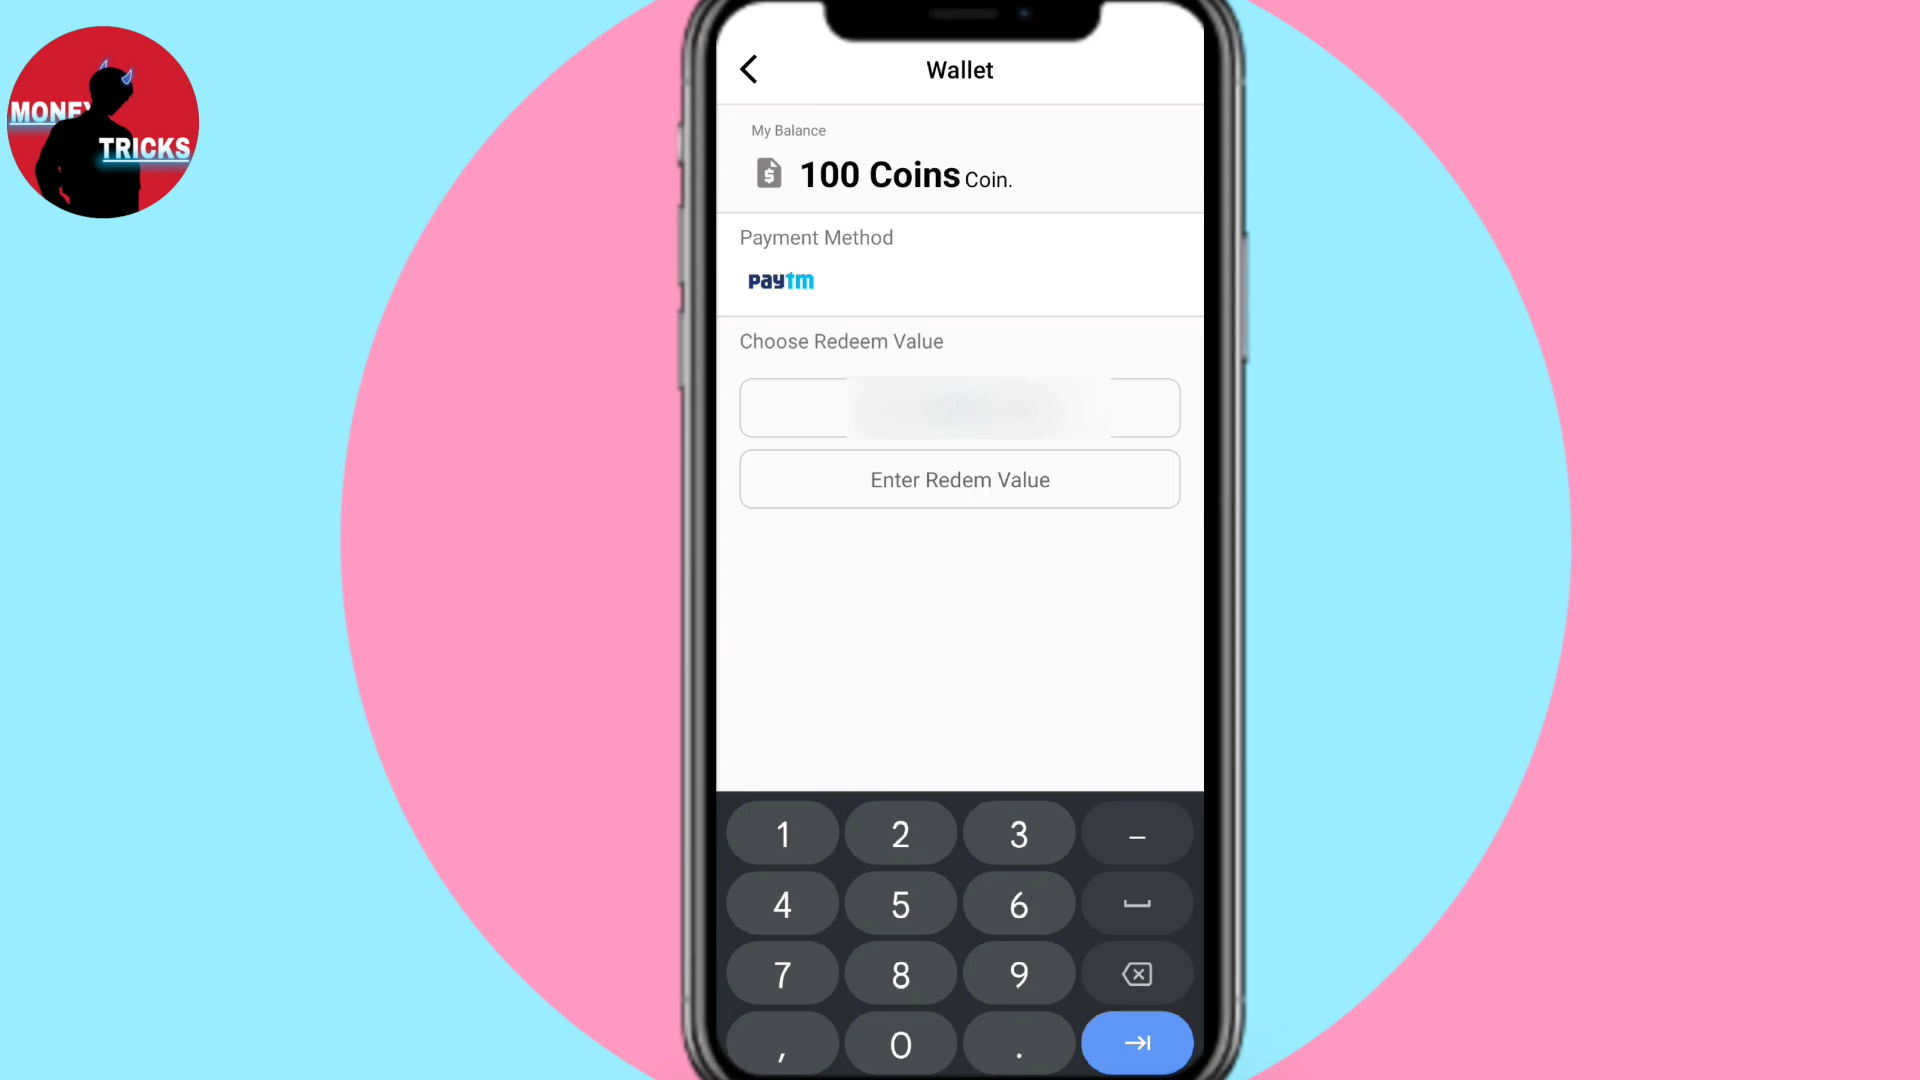 MONEY
TRICKS
Wallet
My Balance
$ 100 Coins Coin.
Payment Method
paytm
Choose Redeem Value
Enter Redem Value
1 2 3 –
4 5 6
7 8 9
, 0 .